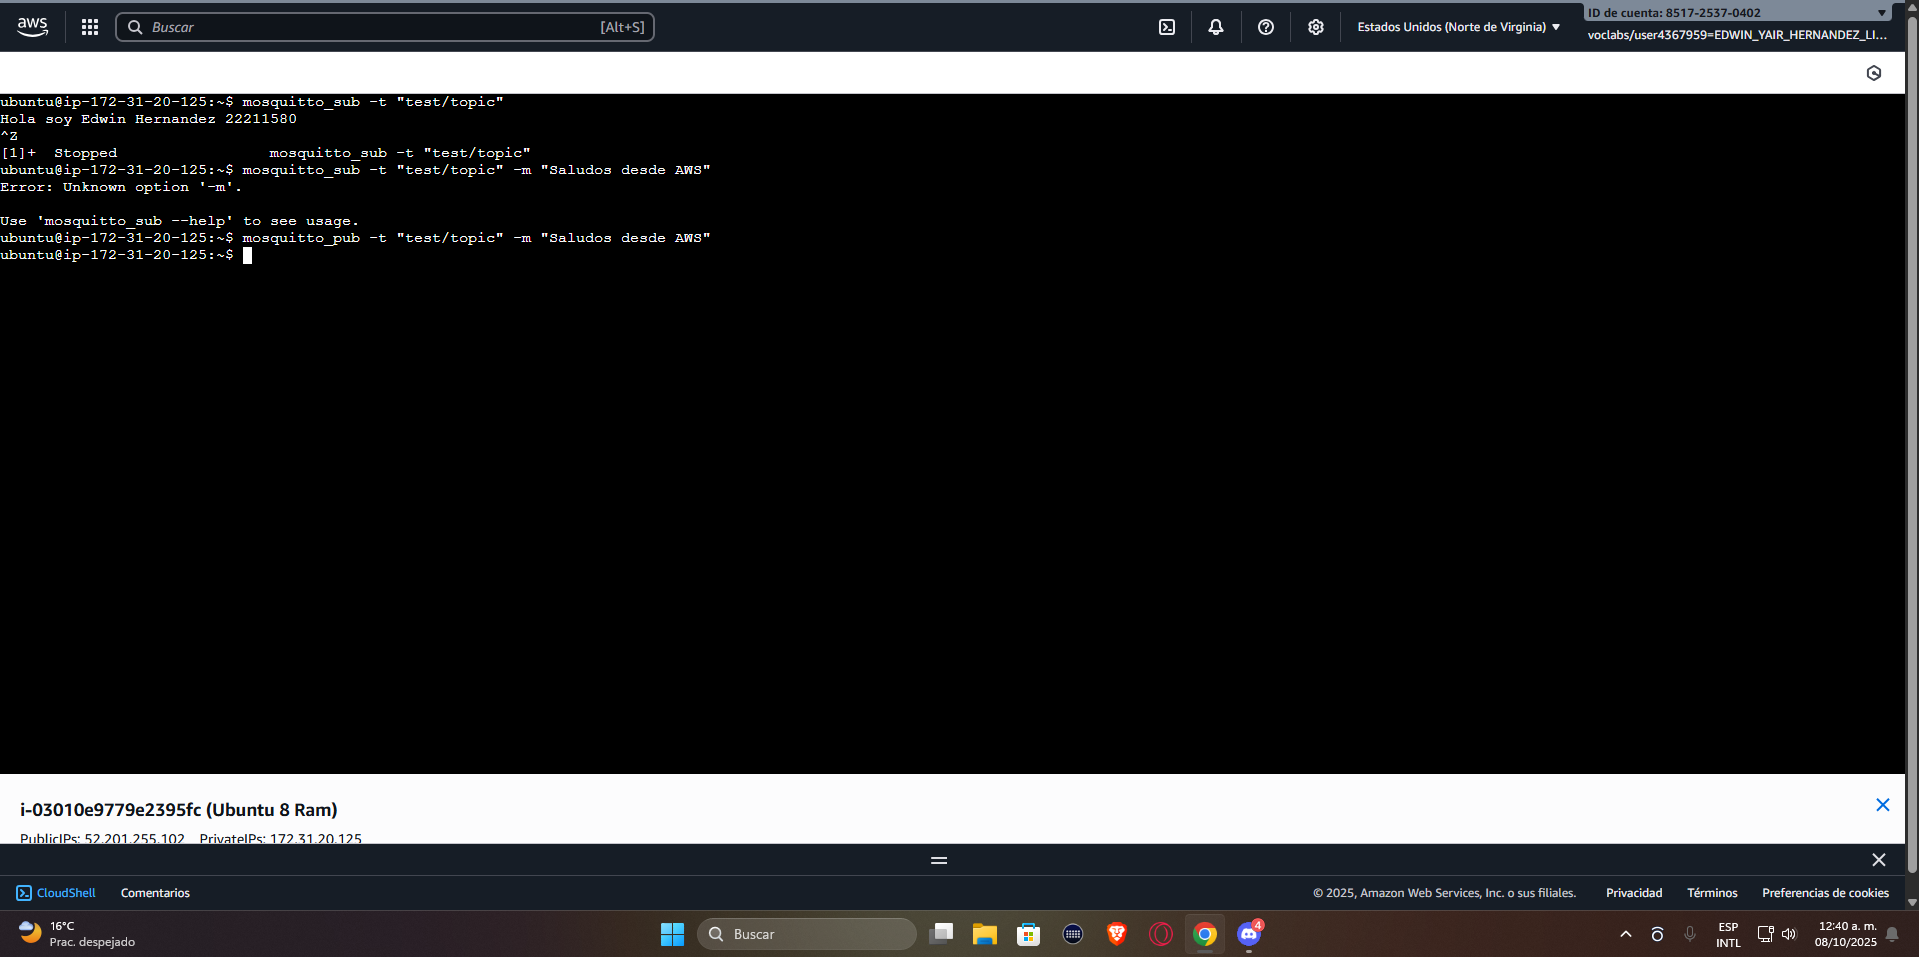 aws
Buscar
[Alt+S]
Estados Unidos (Norte de Virginia)
ID de cuenta: 8517-2537-0402
voclabs/user4367959=EDWIN_YAIR_HERNANDEZ_LI...
ubuntu@ip-172-31-20-125:~$ mosquitto_sub -t "test/topic"
Hola soy Edwin Hernandez 22211580
^Z
[1]+  Stopped                 mosquitto_sub -t "test/topic"
ubuntu@ip-172-31-20-125:~$ mosquitto_sub -t "test/topic" -m "Saludos desde AWS"
Error: Unknown option '-m'.
Use 'mosquitto_sub --help' to see usage.
ubuntu@ip-172-31-20-125:~$ mosquitto_pub -t "test/topic" -m "Saludos desde AWS"
ubuntu@ip-172-31-20-125:~$
i-03010e9779e2395fc (Ubuntu 8 Ram)
PublicIPs: 52.201.255.102 PrivateIPs: 172.31.20.125
CloudShell
Comentarios
© 2025, Amazon Web Services, Inc. o sus filiales.
Privacidad
Términos
Preferencias de cookies
16°C
Prac. despejado
Buscar
4
ESP
INTL
12:40 a. m.
08/10/2025